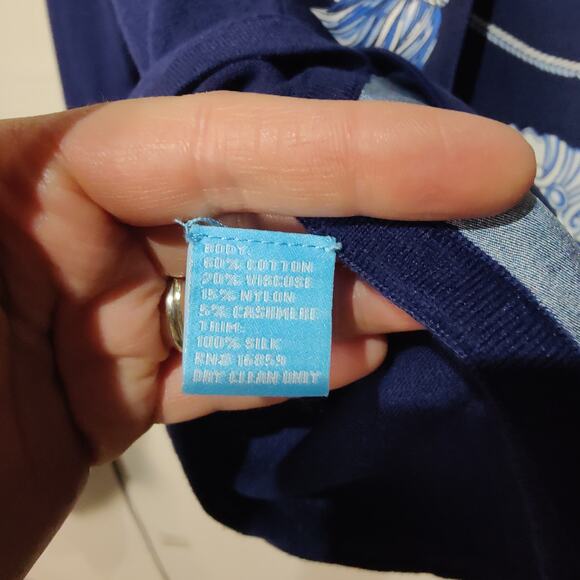 BODY:
60% COTTON
20% VISCOSE
15% NYLON
5% CASHMERE
TRIM:
100% SILK
RN# 16859
DRY CLEAN ONLY